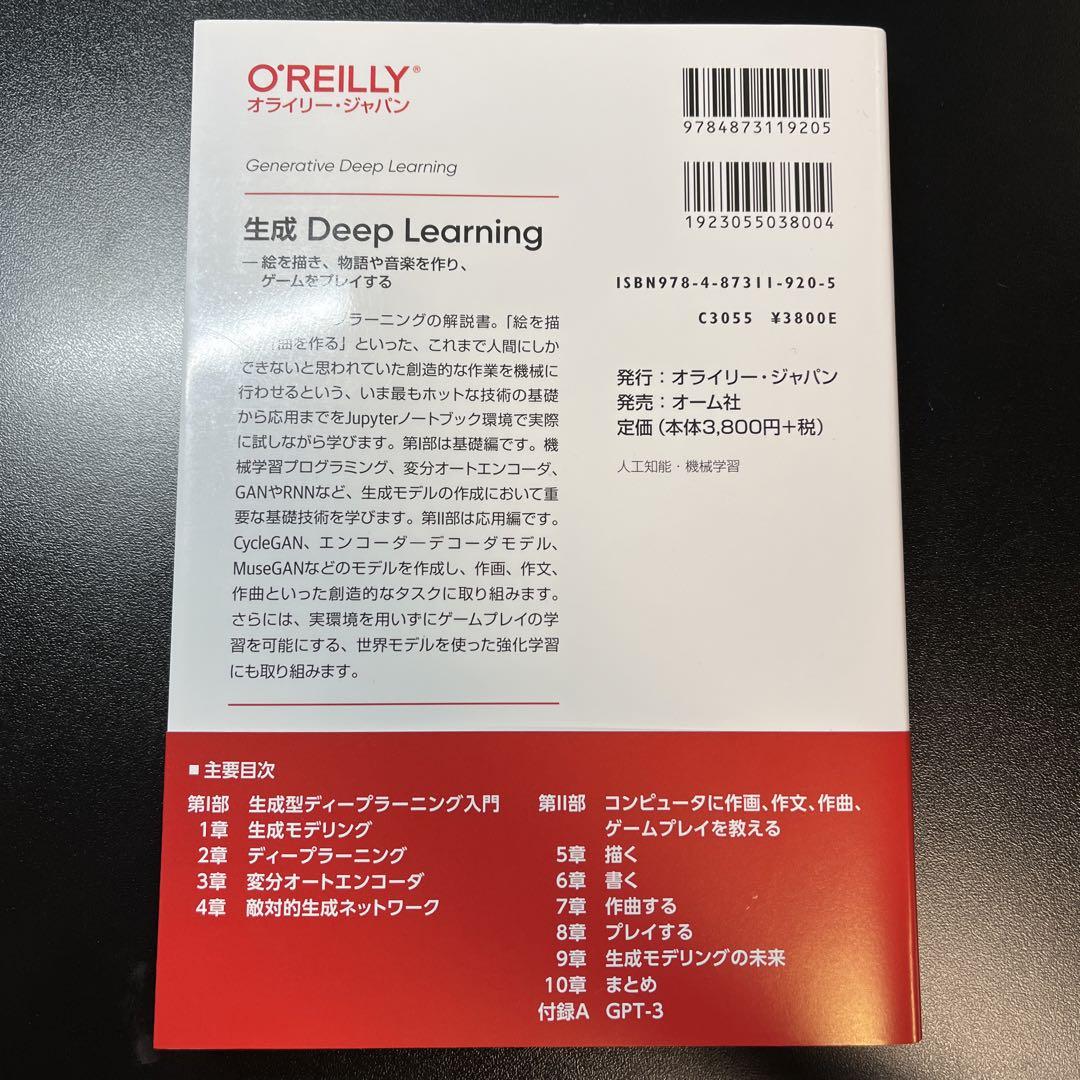 O'REILLY®
オライリー・ジャパン
Generative Deep Learning
生成 Deep Learning
―絵を描き、物語や音楽を作り、
ゲームをプレイする
ラーニングの解説書。「絵を描
曲を作る」といった、これまで人間にしか
できないと思われていた創造的な作業を機械に
行わせるという、いま最もホットな技術の基礎
から応用までをJupyterノートブック環境で実際
に試しながら学びます。第I部は基礎編です。機
械学習プログラミング、変分オートエンコーダ、
GANやRNNなど、生成モデルの作成において重
要な基礎技術を学びます。第II部は応用編です。
CycleGAN、エンコーダーデコーダモデル、
MuseGANなどのモデルを作成し、作画、作文、
作曲といった創造的なタスクに取り組みます。
さらには、実環境を用いずにゲームプレイの学
習を可能にする、世界モデルを使った強化学習
にも取り組みます。
9784873119205
1923055038004
ISBN978-4-87311-920-5
C3055 ¥3800E
発行：オライリー・ジャパン
発売：オーム社
定価（本体3,800円+税）
人工知能・機械学習
■ 主要目次
第I部 生成型ディープラーニング入門
1章 生成モデリング
2章 ディープラーニング
3章 変分オートエンコーダ
4章 敵対的生成ネットワーク
第II部 コンピュータに作画、作文、作曲、
ゲームプレイを教える
5章 描く
6章 書く
7章 作曲する
8章 プレイする
9章 生成モデリングの未来
10章 まとめ
付録A GPT-3